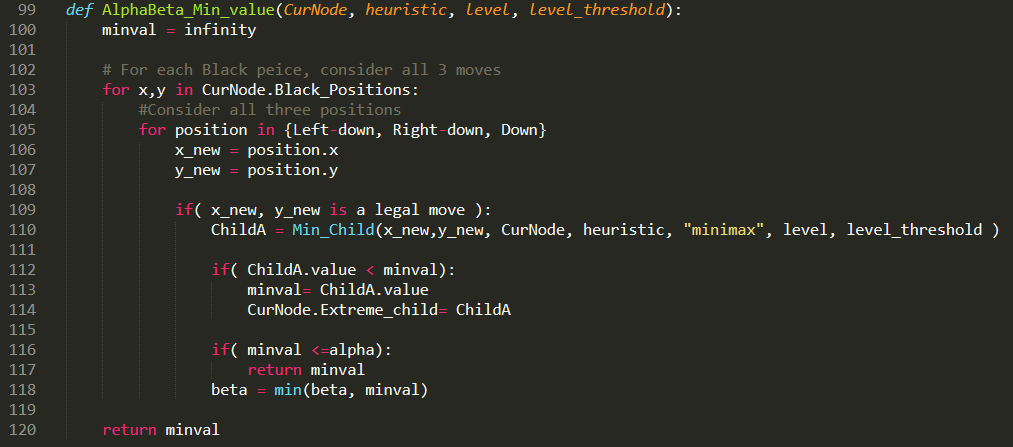 99 def AlphaBeta_Min_value(CurNode, heuristic, level, level_threshold):
100 minval = infinity
101
102 # For each Black peice, consider all 3 moves
103 for x,y in CurNode.Black_Positions:
104 #Consider all three positions
105 for position in {Left-down, Right-down, Down}
106 x_new = position.x
107 y_new = position.y
108
109 if( x_new, y_new is a legal move ):
110 ChildA = Min_Child(x_new,y_new, CurNode, heuristic, "minimax", level, level_threshold )
111
112 if( ChildA.value < minval):
113 minval= ChildA.value
114 CurNode.Extreme_child= ChildA
115
116 if( minval <=alpha):
117 return minval
118 beta = min(beta, minval)
119
120 return minval